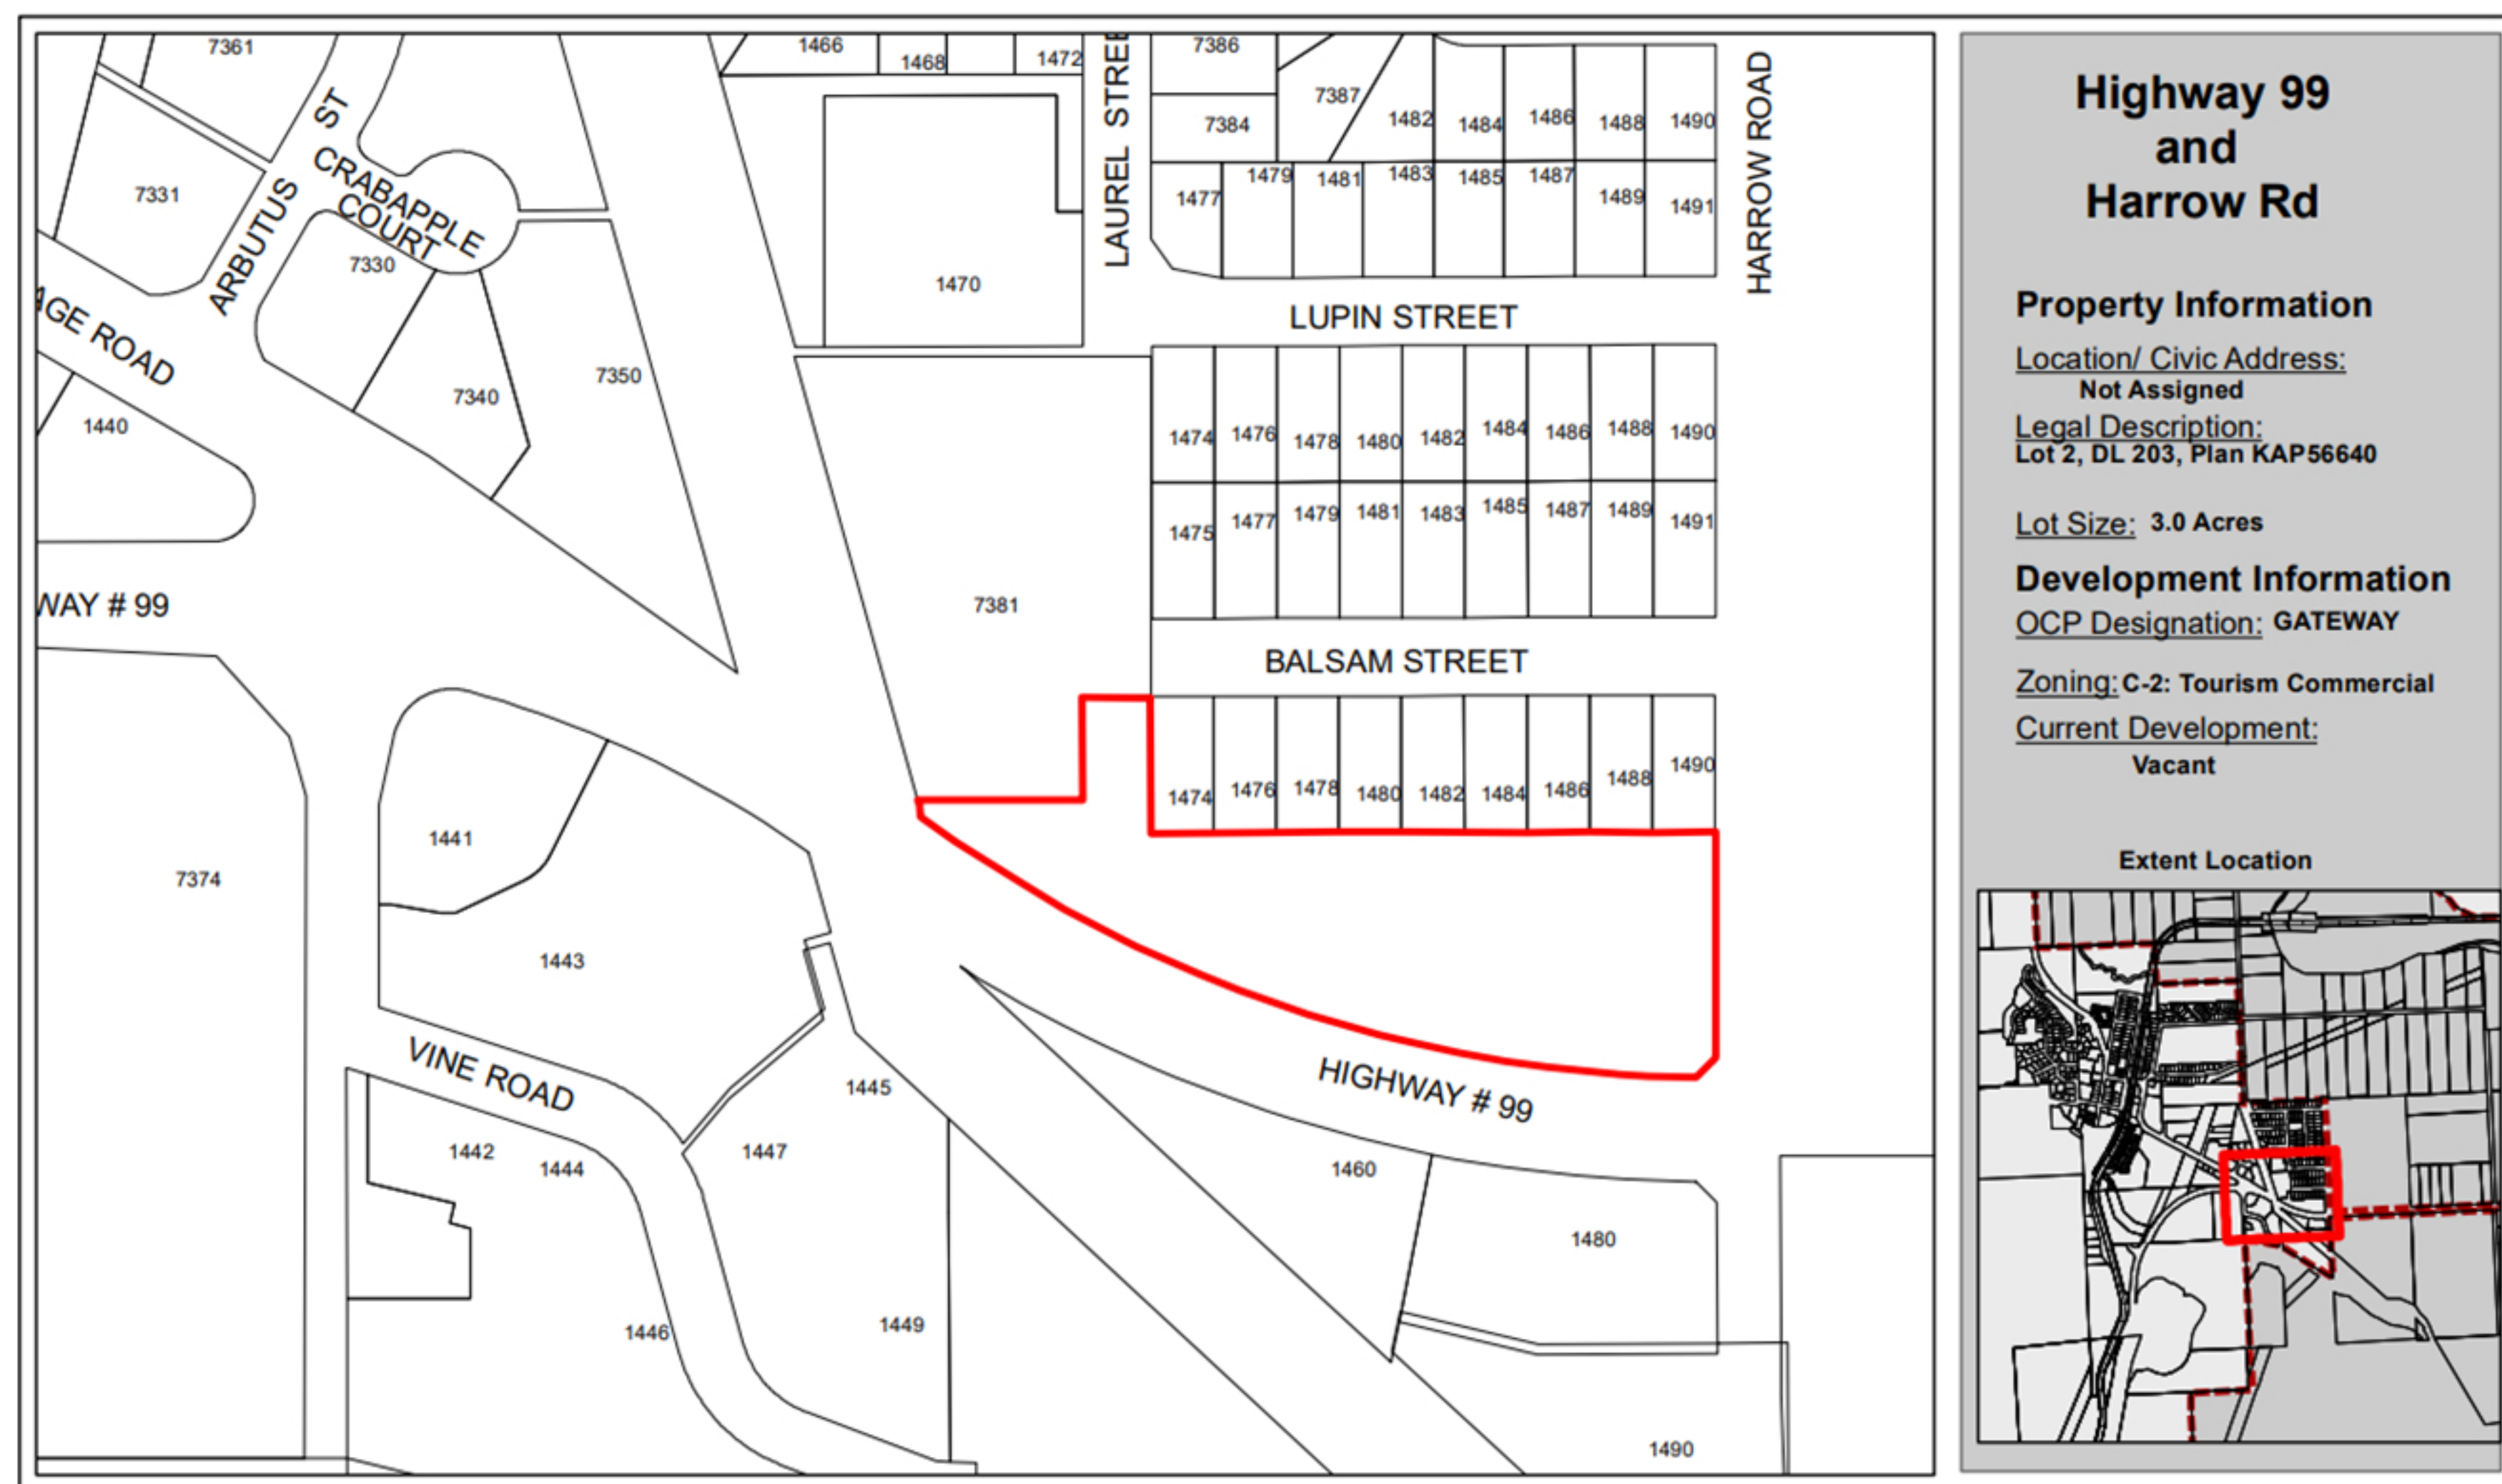 7361
1466
1468
1472
7386
7387
7384
1482
1484
1486
1488
1490
LAUREL STREE
HARROW ROAD
ST
CRABAPPLE
COURT
ARBUTUS
7331
7330
1477
1479
1481
1483
1485
1487
1489
1491
1470
LUPIN STREET
AGE ROAD
7350
7340
1440
1474
1476
1478
1480
1482
1484
1486
1488
1490
1475
1477
1479
1481
1483
1485
1487
1489
1491
WAY # 99
7381
BALSAM STREET
1474
1476
1478
1480
1482
1484
1486
1488
1490
1441
7374
1443
VINE ROAD
1445
HIGHWAY # 99
1442
1444
1447
1460
1480
1446
1449
1490
Highway 99
and
Harrow Rd
Property Information
Location/ Civic Address:
Not Assigned
Legal Description:
Lot 2, DL 203, Plan KAP56640
Lot Size: 3.0 Acres
Development Information
OCP Designation: GATEWAY
Zoning: C-2: Tourism Commercial
Current Development:
Vacant
Extent Location